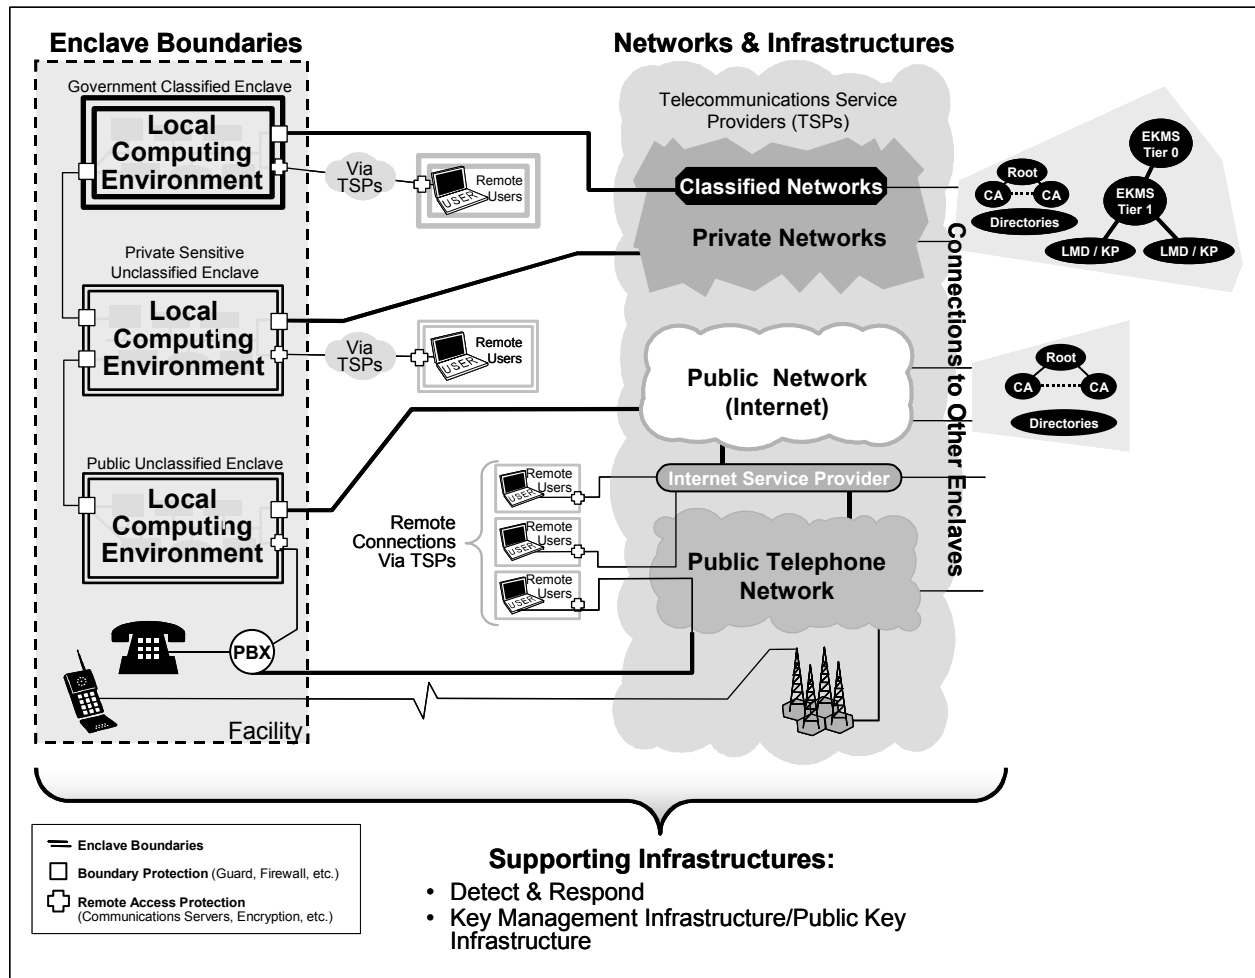 Enclave Boundaries
Networks & Infrastructures
Government Classified Enclave
Local
Computing
Environment
Via
TSPs
USER
Remote
Users
Private Sensitive
Unclassified Enclave
Local
Computing
Environment
Via
TSPs
USER
Remote
Users
Public Unclassified Enclave
Local
Computing
Environment
PBX
Facility
Remote
Connections
Via TSPs
USER
Remote
Users
USER
Remote
Users
USER
Remote
Users
Telecommunications Service
Providers (TSPs)
Classified Networks
Private Networks
Public Network
(Internet)
Internet Service Provider
Public Telephone
Network
Connections to Other Enclaves
Root
CA
CA
Directories
EKMS
Tier 0
EKMS
Tier 1
LMD / KP
LMD / KP
Root
CA
CA
Directories
Enclave Boundaries
Boundary Protection (Guard, Firewall, etc.)
Remote Access Protection
(Communications Servers, Encryption, etc.)
Supporting Infrastructures:
• Detect & Respond
• Key Management Infrastructure/Public Key
Infrastructure